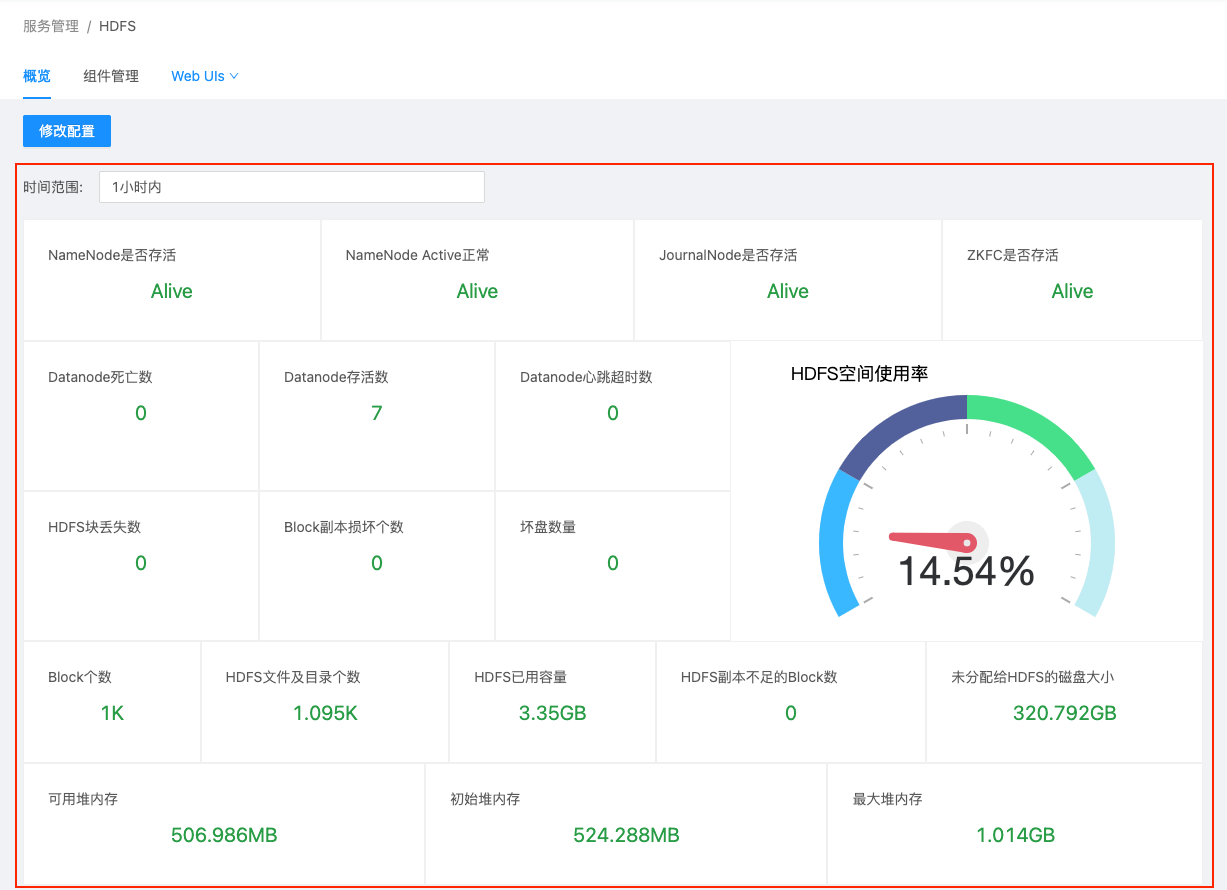 服务管理 / HDFS
概览 组件管理 Web UIs
修改配置
时间范围: 1小时内
NameNode是否存活 NameNode Active正常 JournalNode是否存活 ZKFC是否存活
Alive Alive Alive Alive
Datanode死亡数 Datanode存活数 Datanode心跳超时数
0 7 0
HDFS空间使用率
14.54%
HDFS块丢失数 Block副本损坏个数 坏盘数量
0 0 0
Block个数 HDFS文件及目录个数 HDFS已用容量 HDFS副本不足的Block数 未分配给HDFS的磁盘大小
1K 1.095K 3.35GB 0 320.792GB
可用堆内存 初始堆内存 最大堆内存
506.986MB 524.288MB 1.014GB